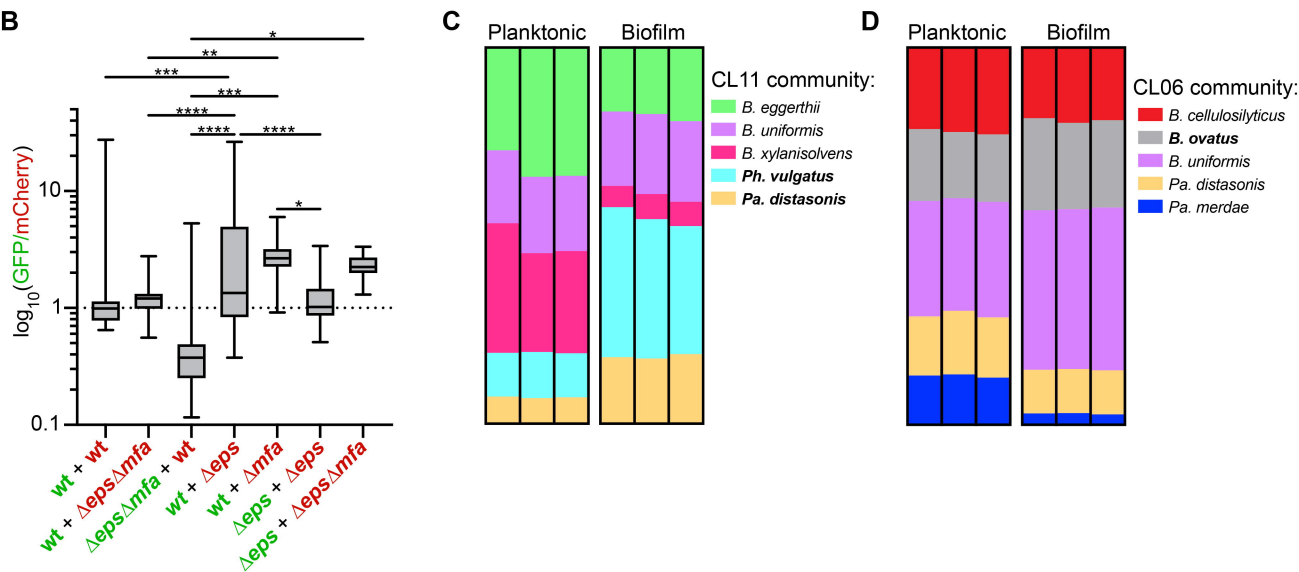 B
*
**
***
***
****
****
****
*
log10(GFP/mCherry)
10
1
0.1
wt + wt
wt + ΔepsΔmfa
ΔepsΔmfa + wt
wt + Δeps
wt + Δmfa
Δeps + Δeps
Δeps + ΔepsΔmfa
C
Planktonic
Biofilm
CL11 community:
B. eggerthii
B. uniformis
B. xylanisolvens
Ph. vulgatus
Pa. distasonis
D
Planktonic
Biofilm
CL06 community:
B. cellulosilyticus
B. ovatus
B. uniformis
Pa. distasonis
Pa. merdae